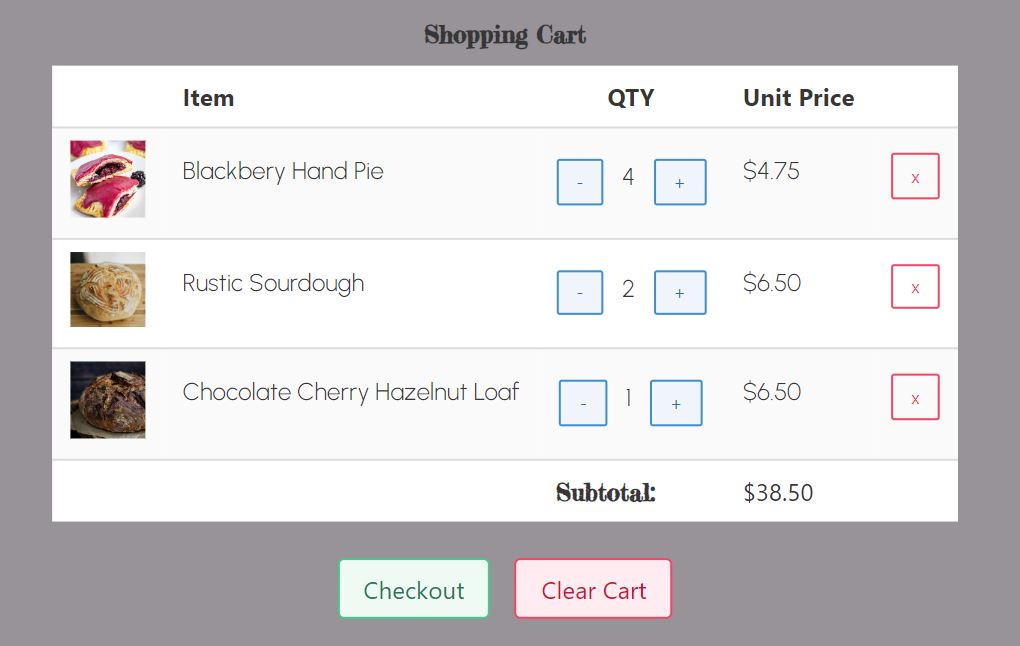 Shopping Cart
Item QTY Unit Price
Blackbery Hand Pie - 4 + $4.75 x
Rustic Sourdough - 2 + $6.50 x
Chocolate Cherry Hazelnut Loaf - 1 + $6.50 x
Subtotal: $38.50
Checkout Clear Cart